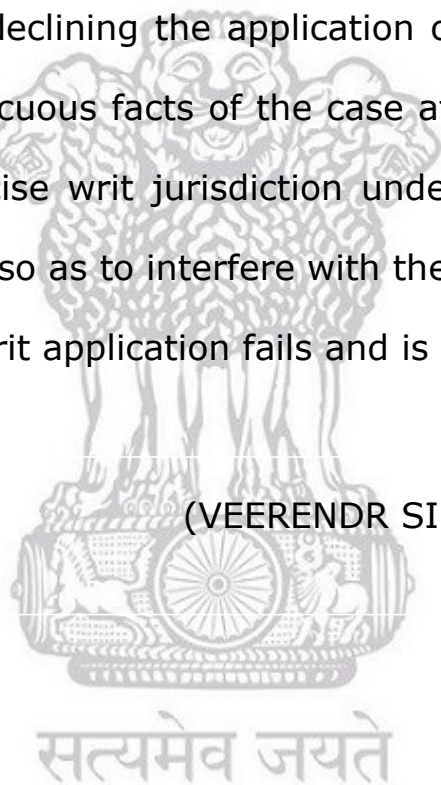 declining the application o
cuous facts of the case at
ise writ jurisdiction unde
so as to interfere with the
rit application fails and is
(VEERENDR SI
सत्यमेव जयते